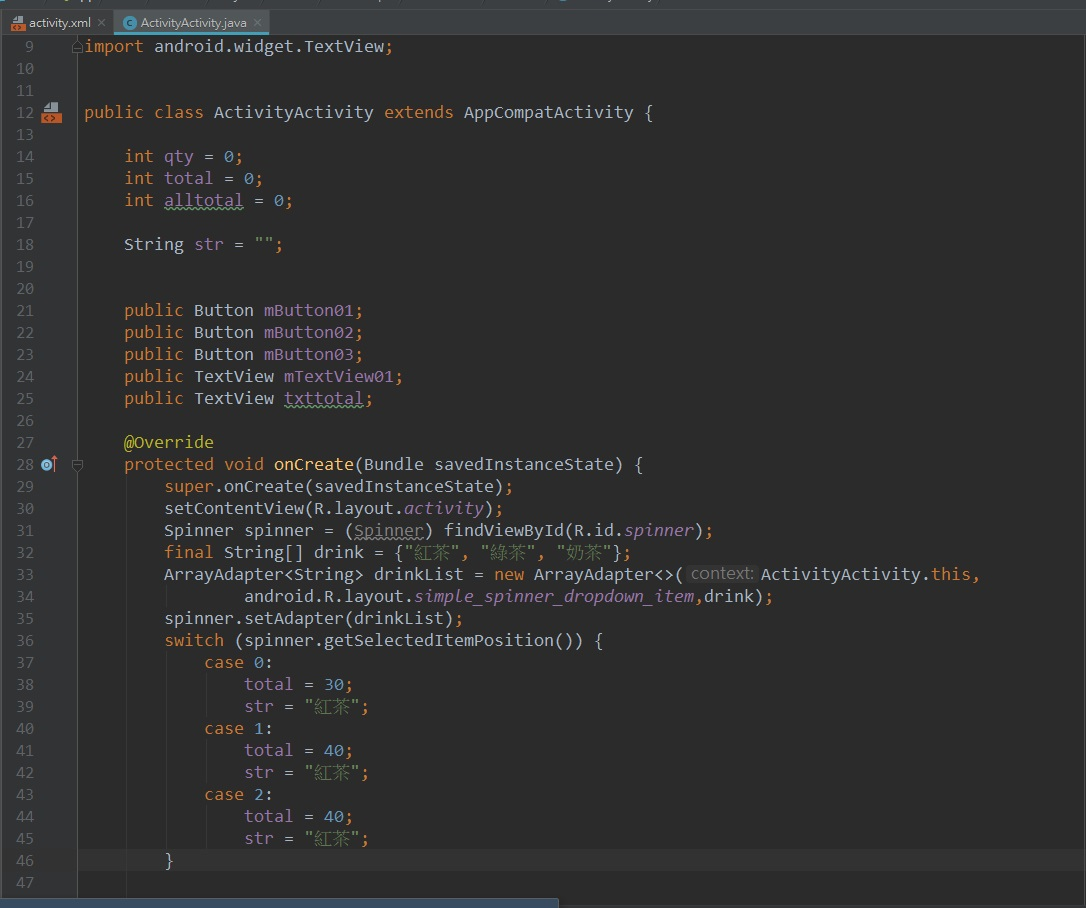 activity.xml ActivityActivity.java
9 import android.widget.TextView;
10
11
12 public class ActivityActivity extends AppCompatActivity {
13
14 int qty = 0;
15 int total = 0;
16 int alltotal = 0;
17
18 String str = "";
19
20
21 public Button mButton01;
22 public Button mButton02;
23 public Button mButton03;
24 public TextView mTextView01;
25 public TextView txttotal;
26
27 @Override
28 protected void onCreate(Bundle savedInstanceState) {
29 super.onCreate(savedInstanceState);
30 setContentView(R.layout.activity);
31 Spinner spinner = (Spinner) findViewById(R.id.spinner);
32 final String[] drink = {"紅茶", "綠茶", "奶茶"};
33 ArrayAdapter<String> drinkList = new ArrayAdapter<>( context: ActivityActivity.this,
34 android.R.layout.simple_spinner_dropdown_item,drink);
35 spinner.setAdapter(drinkList);
36 switch (spinner.getSelectedItemPosition()) {
37 case 0:
38 total = 30;
39 str = "紅茶";
40 case 1:
41 total = 40;
42 str = "紅茶";
43 case 2:
44 total = 40;
45 str = "紅茶";
46 }
47